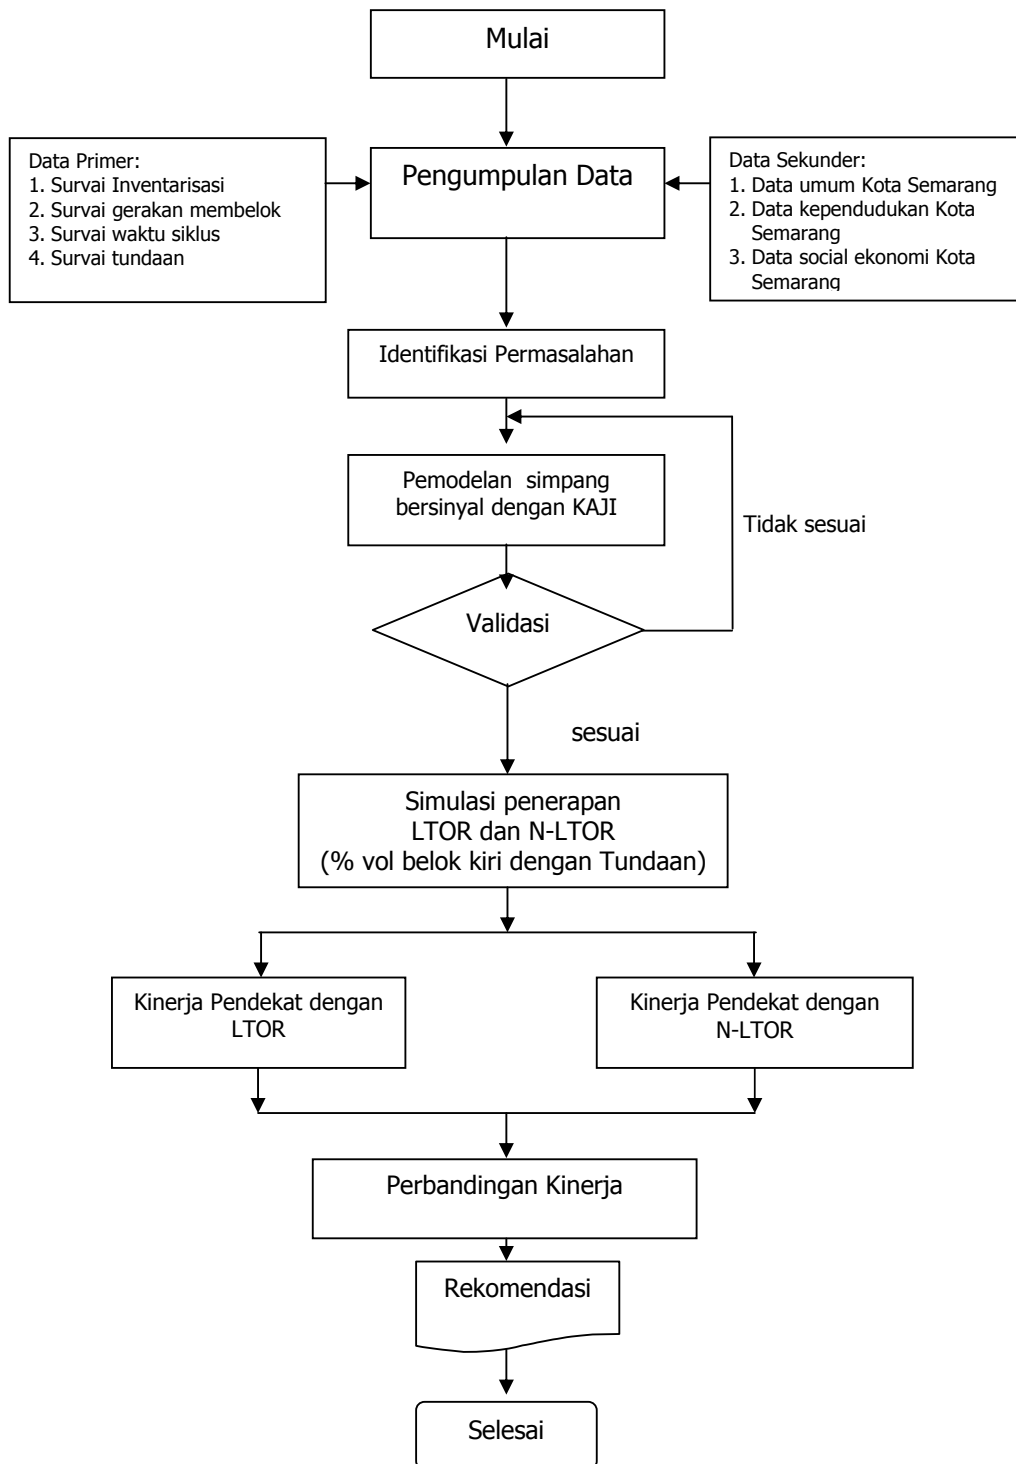 Mulai
Data Primer:
1. Survai Inventarisasi
2. Survai gerakan membelok
3. Survai waktu siklus
4. Survai tundaan
Pengumpulan Data
Data Sekunder:
1. Data umum Kota Semarang
2. Data kependudukan Kota
Semarang
3. Data social ekonomi Kota
Semarang
Identifikasi Permasalahan
Pemodelan simpang
bersinyal dengan KAJI
Tidak sesuai
Validasi
sesuai
Simulasi penerapan
LTOR dan N-LTOR
(% vol belok kiri dengan Tundaan)
Kinerja Pendekat dengan
LTOR
Kinerja Pendekat dengan
N-LTOR
Perbandingan Kinerja
Rekomendasi
Selesai